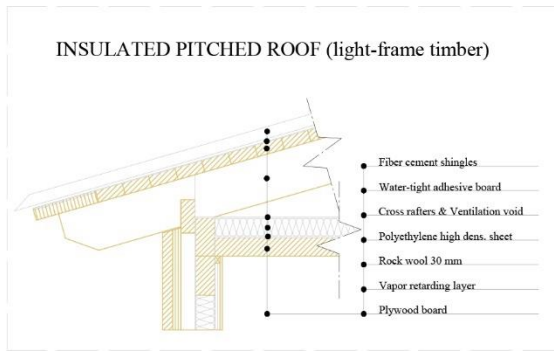 INSULATED PITCHED ROOF (light-frame timber)
Fiber cement shingles
Water-tight adhesive board
Cross rafters & Ventilation void
Polyethylene high dens. sheet
Rock wool 30 mm
Vapor retarding layer
Plywood board